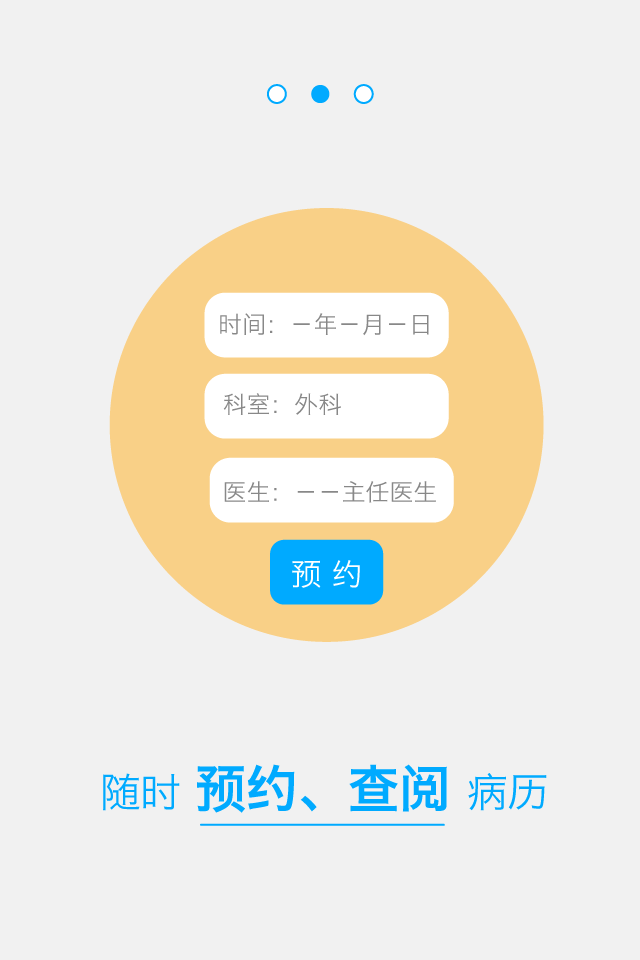 时间：一年一月一日
科室：外科
医生：一一主任医生
预 约
随时 预约、查阅 病历